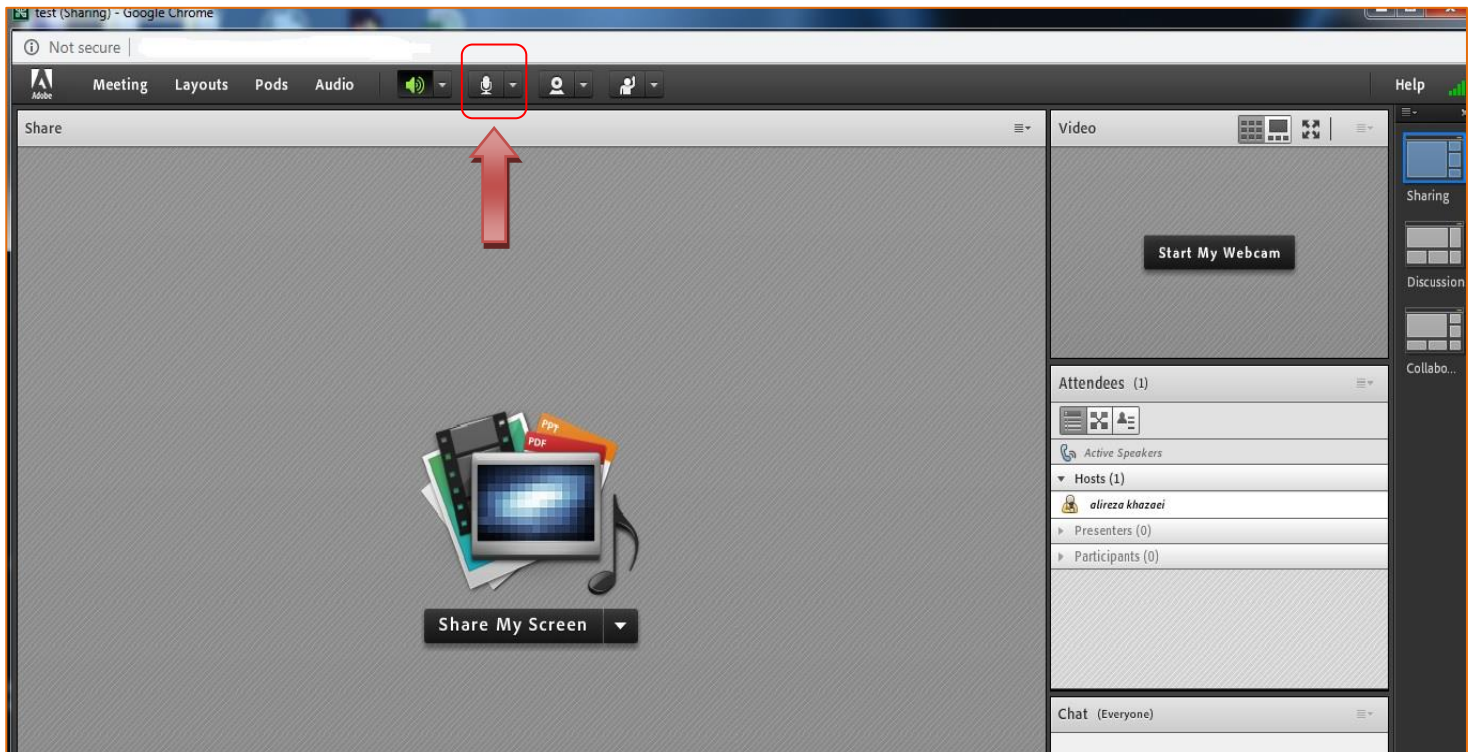 test (Sharing) - Google Chrome
Not secure
Adobe
Meeting Layouts Pods Audio Help
Share
Video
Start My Webcam
Sharing
Discussion
Collabo...
PPT
PDF
Share My Screen
Attendees (1)
Active Speakers
Hosts (1)
alireza khazaei
Presenters (0)
Participants (0)
Chat (Everyone)